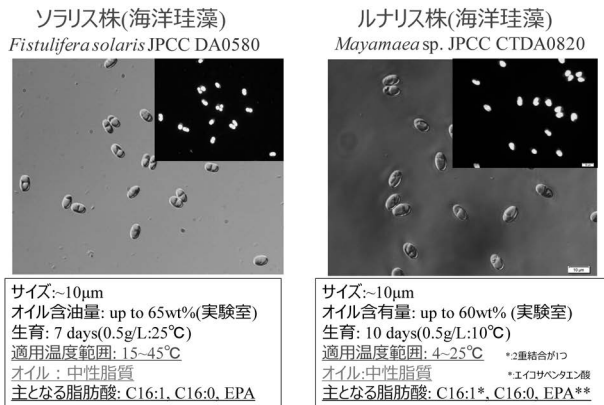 ソラリス株(海洋珪藻)
Fistulifera solaris JPCC DA0580
サイズ:~10μm
オイル含油量: up to 65wt%(実験室)
生育: 7 days(0.5g/L:25℃)
適用温度範囲: 15~45℃
オイル：中性脂質
主となる脂肪酸: C16:1, C16:0, EPA
ルナリス株(海洋珪藻)
Mayamaea sp. JPCC CTDA0820
10 μm
サイズ:~10μm
オイル含有量: up to 60wt% (実験室)
生育: 10 days(0.5g/L:10℃)
適用温度範囲: 4~25℃
*:2重結合が1つ
オイル:中性脂質
*:エイコサペンタエン酸
主となる脂肪酸: C16:1*, C16:0, EPA**